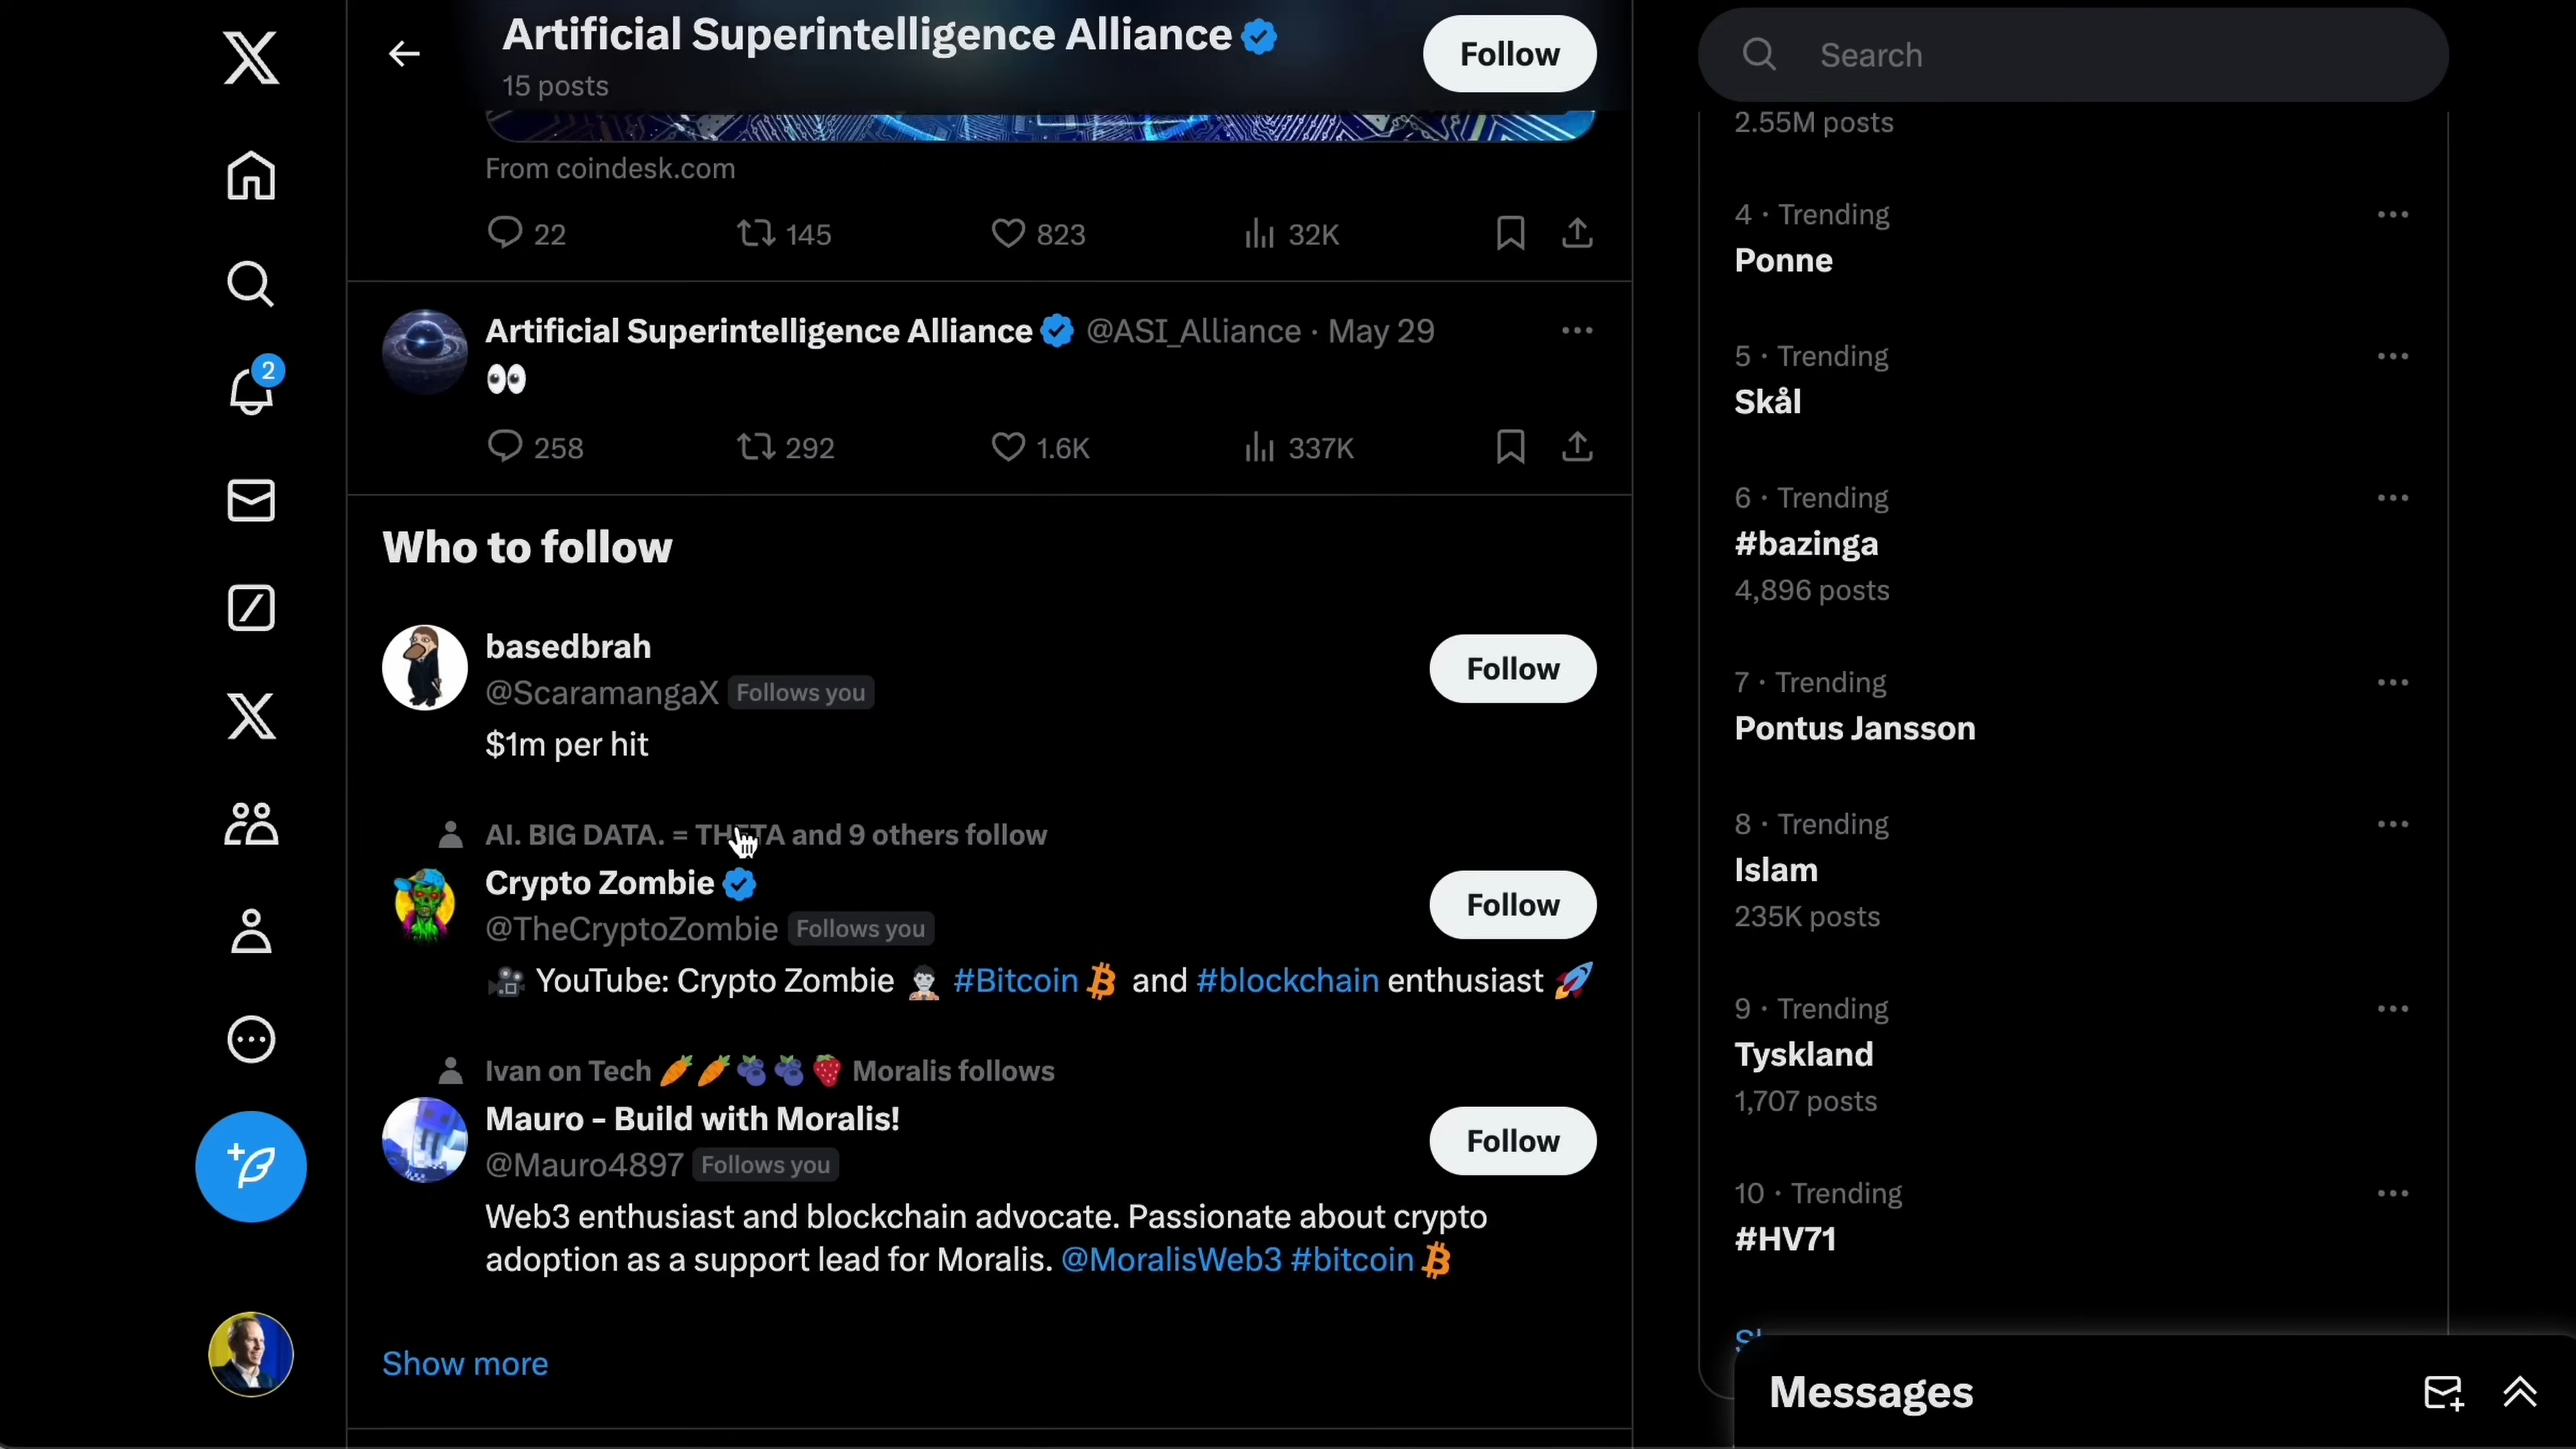 Artificial Superintelligence Alliance
15 posts
Follow
From coindesk.com
22 145 823 32K
Artificial Superintelligence Alliance @ASI_Alliance · May 29
👀
258 292 1.6K 337K
Who to follow
basedbrah
@ScaramangaX Follows you
Follow
$1m per hit
AI. BIG DATA. = THETA and 9 others follow
Crypto Zombie
@TheCryptoZombie Follows you
Follow
🎥 YouTube: Crypto Zombie 🧛🏻‍♂️ #Bitcoin and #blockchain enthusiast 🚀
Ivan on Tech 🥕🥕🫐🫐🍓 Moralis follows
Mauro - Build with Moralis!
@Mauro4897 Follows you
Follow
Web3 enthusiast and blockchain advocate. Passionate about crypto
adoption as a support lead for Moralis. @MoralisWeb3 #bitcoin
Show more
2
Search
2.55M posts
4 · Trending
Ponne
5 · Trending
Skål
6 · Trending
#bazinga
4,896 posts
7 · Trending
Pontus Jansson
8 · Trending
Islam
235K posts
9 · Trending
Tyskland
1,707 posts
10 · Trending
#HV71
Messages